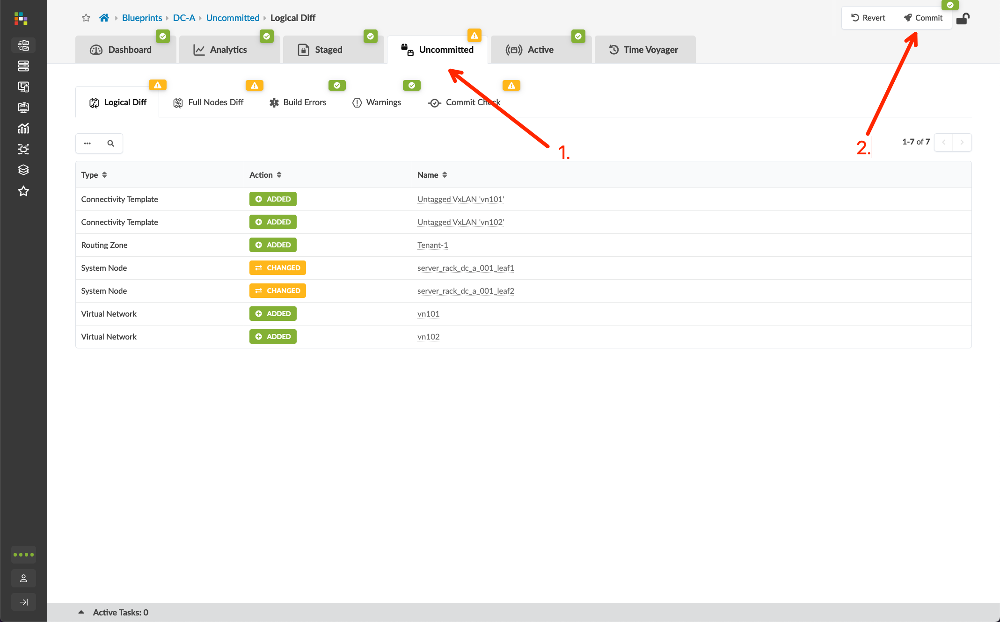 Blueprints DC-A Uncommitted Logical Diff
Revert Commit
Dashboard Analytics Staged Uncommitted Active Time Voyager
Logical Diff Full Nodes Diff Build Errors Warnings Commit Check
1.
2.
1-7 of 7
Type Action Name
Connectivity Template ADDED Untagged VxLAN 'vn101'
Connectivity Template ADDED Untagged VxLAN 'vn102'
Routing Zone ADDED Tenant-1
System Node CHANGED server_rack_dc_a_001_leaf1
System Node CHANGED server_rack_dc_a_001_leaf2
Virtual Network ADDED vn101
Virtual Network ADDED vn102
Active Tasks: 0